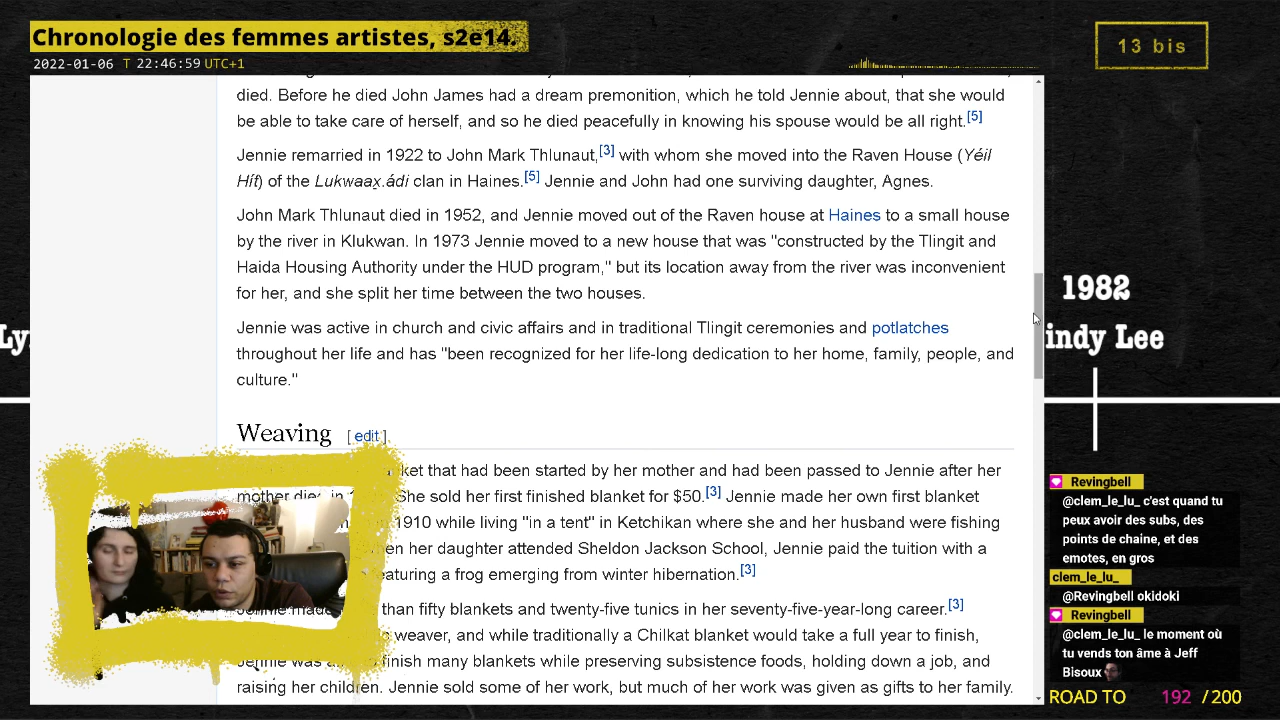 Chronologie des femmes artistes, s2e14.
2022-01-06 T 22:46:59 UTC+1
13 bis
died. Before he died John James had a dream premonition, which he told Jennie about, that she would
be able to take care of herself, and so he died peacefully in knowing his spouse would be all right.[5]
Jennie remarried in 1922 to John Mark Thlunaut,[3] with whom she moved into the Raven House (Yéil
Hít) of the Lukwaax̱.ádi clan in Haines.[5] Jennie and John had one surviving daughter, Agnes.
John Mark Thlunaut died in 1952, and Jennie moved out of the Raven house at Haines to a small house
by the river in Klukwan. In 1973 Jennie moved to a new house that was "constructed by the Tlingit and
Haida Housing Authority under the HUD program," but its location away from the river was inconvenient
for her, and she split her time between the two houses.
Jennie was active in church and civic affairs and in traditional Tlingit ceremonies and potlatches
throughout her life and has "been recognized for her life-long dedication to her home, family, people, and
culture."
Weaving [ edit ]
ket that had been started by her mother and had been passed to Jennie after her
mother died in She sold her first finished blanket for $50.[3] Jennie made her own first blanket
1910 while living "in a tent" in Ketchikan where she and her husband were fishing
en her daughter attended Sheldon Jackson School, Jennie paid the tuition with a
eaturing a frog emerging from winter hibernation.[3]
Jennie made than fifty blankets and twenty-five tunics in her seventy-five-year-long career.[3]
weaver, and while traditionally a Chilkat blanket would take a full year to finish,
Jennie was finish many blankets while preserving subsistence foods, holding down a job, and
raising her children. Jennie sold some of her work, but much of her work was given as gifts to her family.
Ly
1982
indy Lee
Revingbell
@clem_le_lu_ c'est quand tu
peux avoir des subs, des
points de chaine, et des
emotes, en gros
clem_le_lu_
@Revingbell okidoki
Revingbell
@clem_le_lu_ le moment où
tu vends ton âme à Jeff
Bisoux
ROAD TO 192 / 200